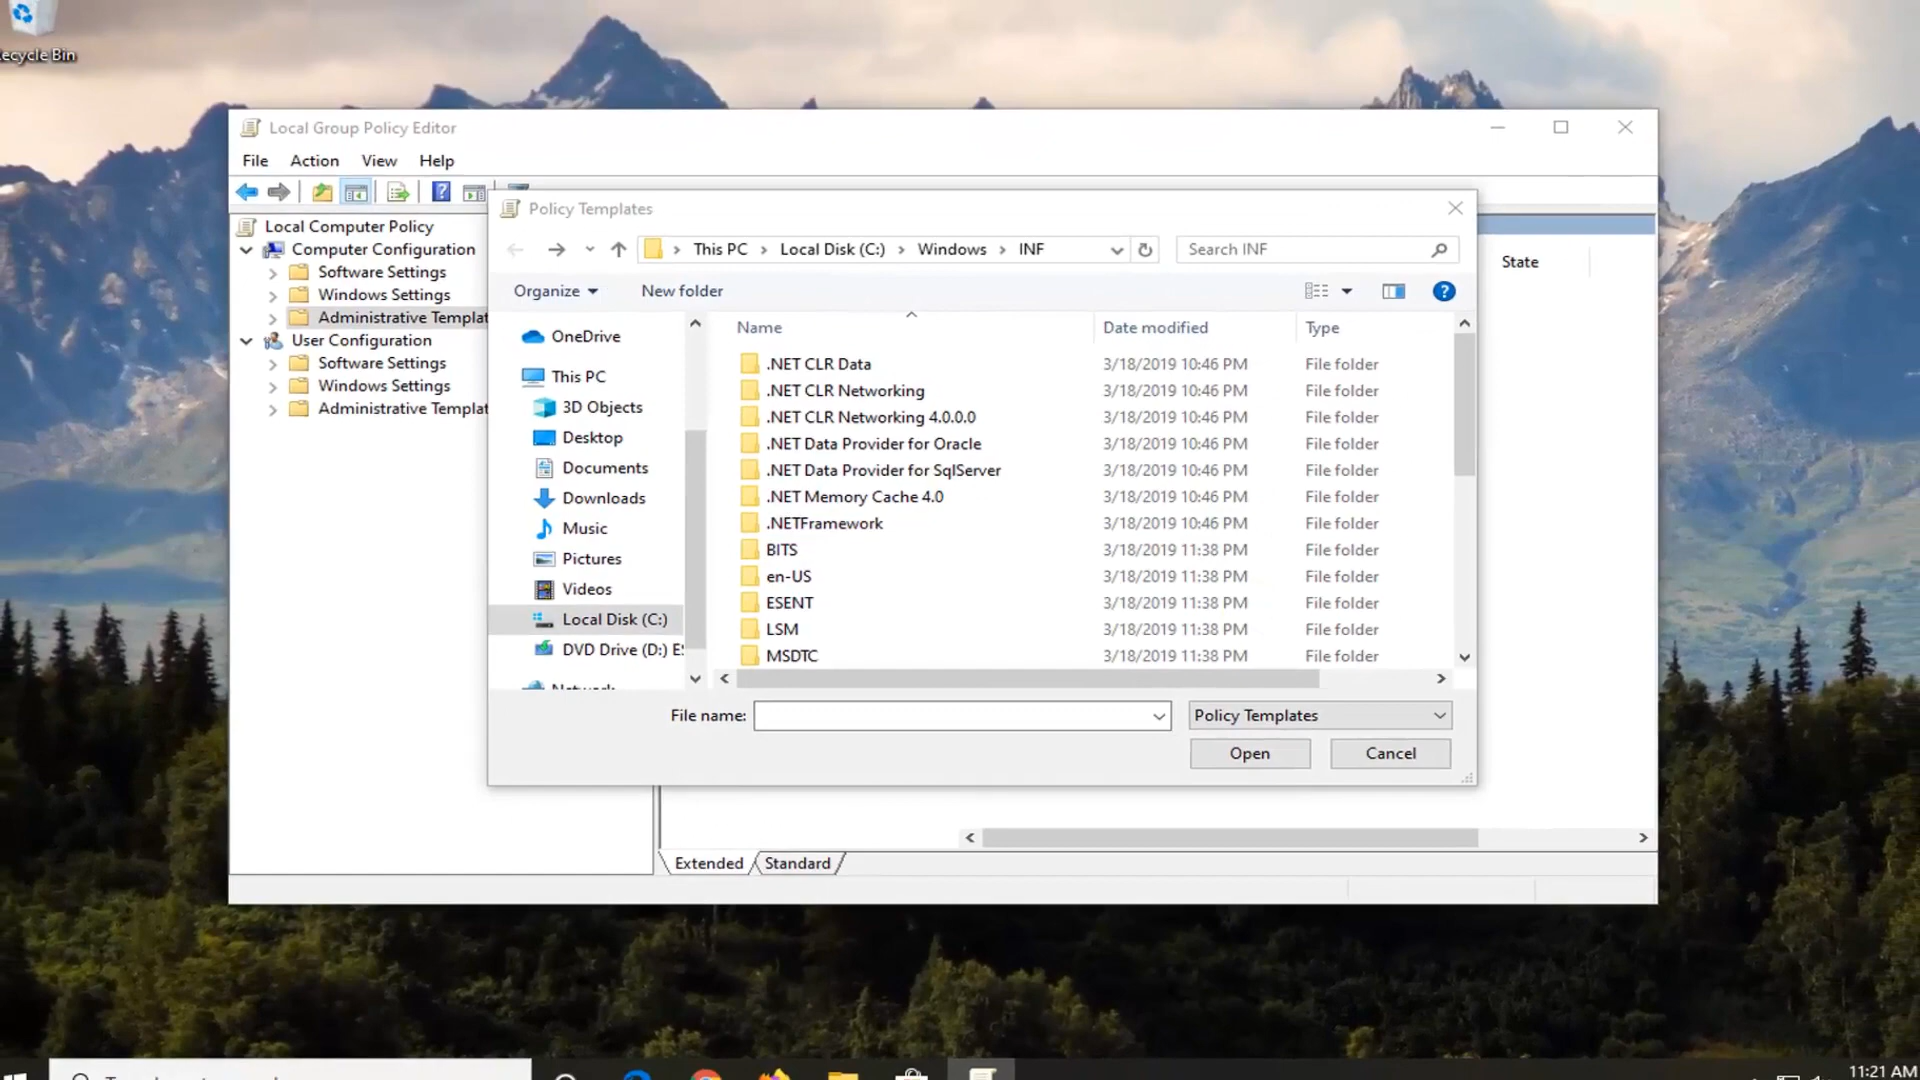 ecycle Bin
Local Group Policy Editor
File Action View Help
Local Computer Policy
Computer Configuration
Software Settings
Windows Settings
Administrative Templat
User Configuration
Software Settings
Windows Settings
Administrative Templat
Policy Templates
This PC > Local Disk (C:) > Windows > INF
Search INF
Organize New folder
?
State
OneDrive
This PC
3D Objects
Desktop
Documents
Downloads
Music
Pictures
Videos
Local Disk (C:)
DVD Drive (D:) ES
Network
Name Date modified Type
.NET CLR Data 3/18/2019 10:46 PM File folder
.NET CLR Networking 3/18/2019 10:46 PM File folder
.NET CLR Networking 4.0.0.0 3/18/2019 10:46 PM File folder
.NET Data Provider for Oracle 3/18/2019 10:46 PM File folder
.NET Data Provider for SqlServer 3/18/2019 10:46 PM File folder
.NET Memory Cache 4.0 3/18/2019 10:46 PM File folder
.NETFramework 3/18/2019 10:46 PM File folder
BITS 3/18/2019 11:38 PM File folder
en-US 3/18/2019 11:38 PM File folder
ESENT 3/18/2019 11:38 PM File folder
LSM 3/18/2019 11:38 PM File folder
MSDTC 3/18/2019 11:38 PM File folder
File name: Policy Templates
Open Cancel
Extended Standard
11:21 AM